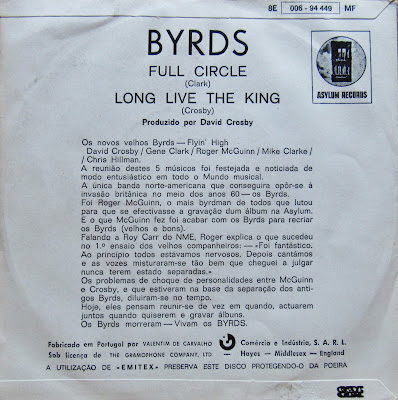 8E 006 - 94 449 MF
BYRDS
FULL CIRCLE
(Clark)
LONG LIVE THE KING
(Crosby)
Produzido por David Crosby
ASYLUM RECORDS
Os novos velhos Byrds — Flyin' High
David Crosby / Gene Clark / Roger McGuinn / Mike Clarke /
/ Chris Hillman.
A reunião destes 5 músicos foi festejada e noticiada de
modo entusiástico em todo o Mundo musical.
A única banda norte-americana que conseguira opôr-se à
invasão britânica no meio dos anos 60 — os Byrds.
Foi Roger McGuinn, o mais byrdman de todos que lutou
para que se efectivasse a gravação dum álbum na Asylum.
E o que McGuinn fez foi acabar com os Byrds para recriar
os Byrds (velhos e bons).
Falando a Roy Carr do NME, Roger explica o que sucedeu
no 1.º ensaio dos velhos companheiros: — «Foi fantástico.
Ao princípio todos estávamos nervosos. Depois cantámos
e as vozes misturaram-se tão bem que cheguei a julgar
nunca terem estado separadas.»
Os problemas de choque de personalidades entre McGuinn
e Crosby, e que estiveram na base da separação dos anti-
gos Byrds, diluiram-se no tempo.
Hoje, eles pensam reunir-se de vez em quando, actuarem
juntos quando quiserem e gravar álbuns.
Os Byrds morreram — Vivam os BYRDS.
Fabricado em Portugal por VALENTIM DE CARVALHO Comércio e Indústria, S. A. R. L.
Sob licença de THE GRAMOPHONE COMPANY, LTD — Hayes — Middlesex — England
A UTILIZAÇÃO DE «EMITEX» PRESERVA ESTE DISCO PROTEGENDO-O DA POEIRA